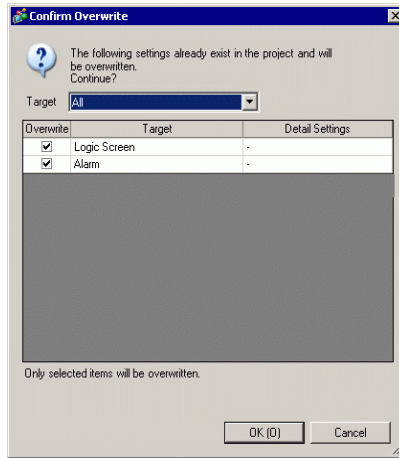 Confirm Overwrite
The following settings already exist in the project and will
be overwritten.
Continue?
Target All
Overwrite Target Detail Settings
Logic Screen -
Alarm -
Only selected items will be overwritten.
OK (O) Cancel